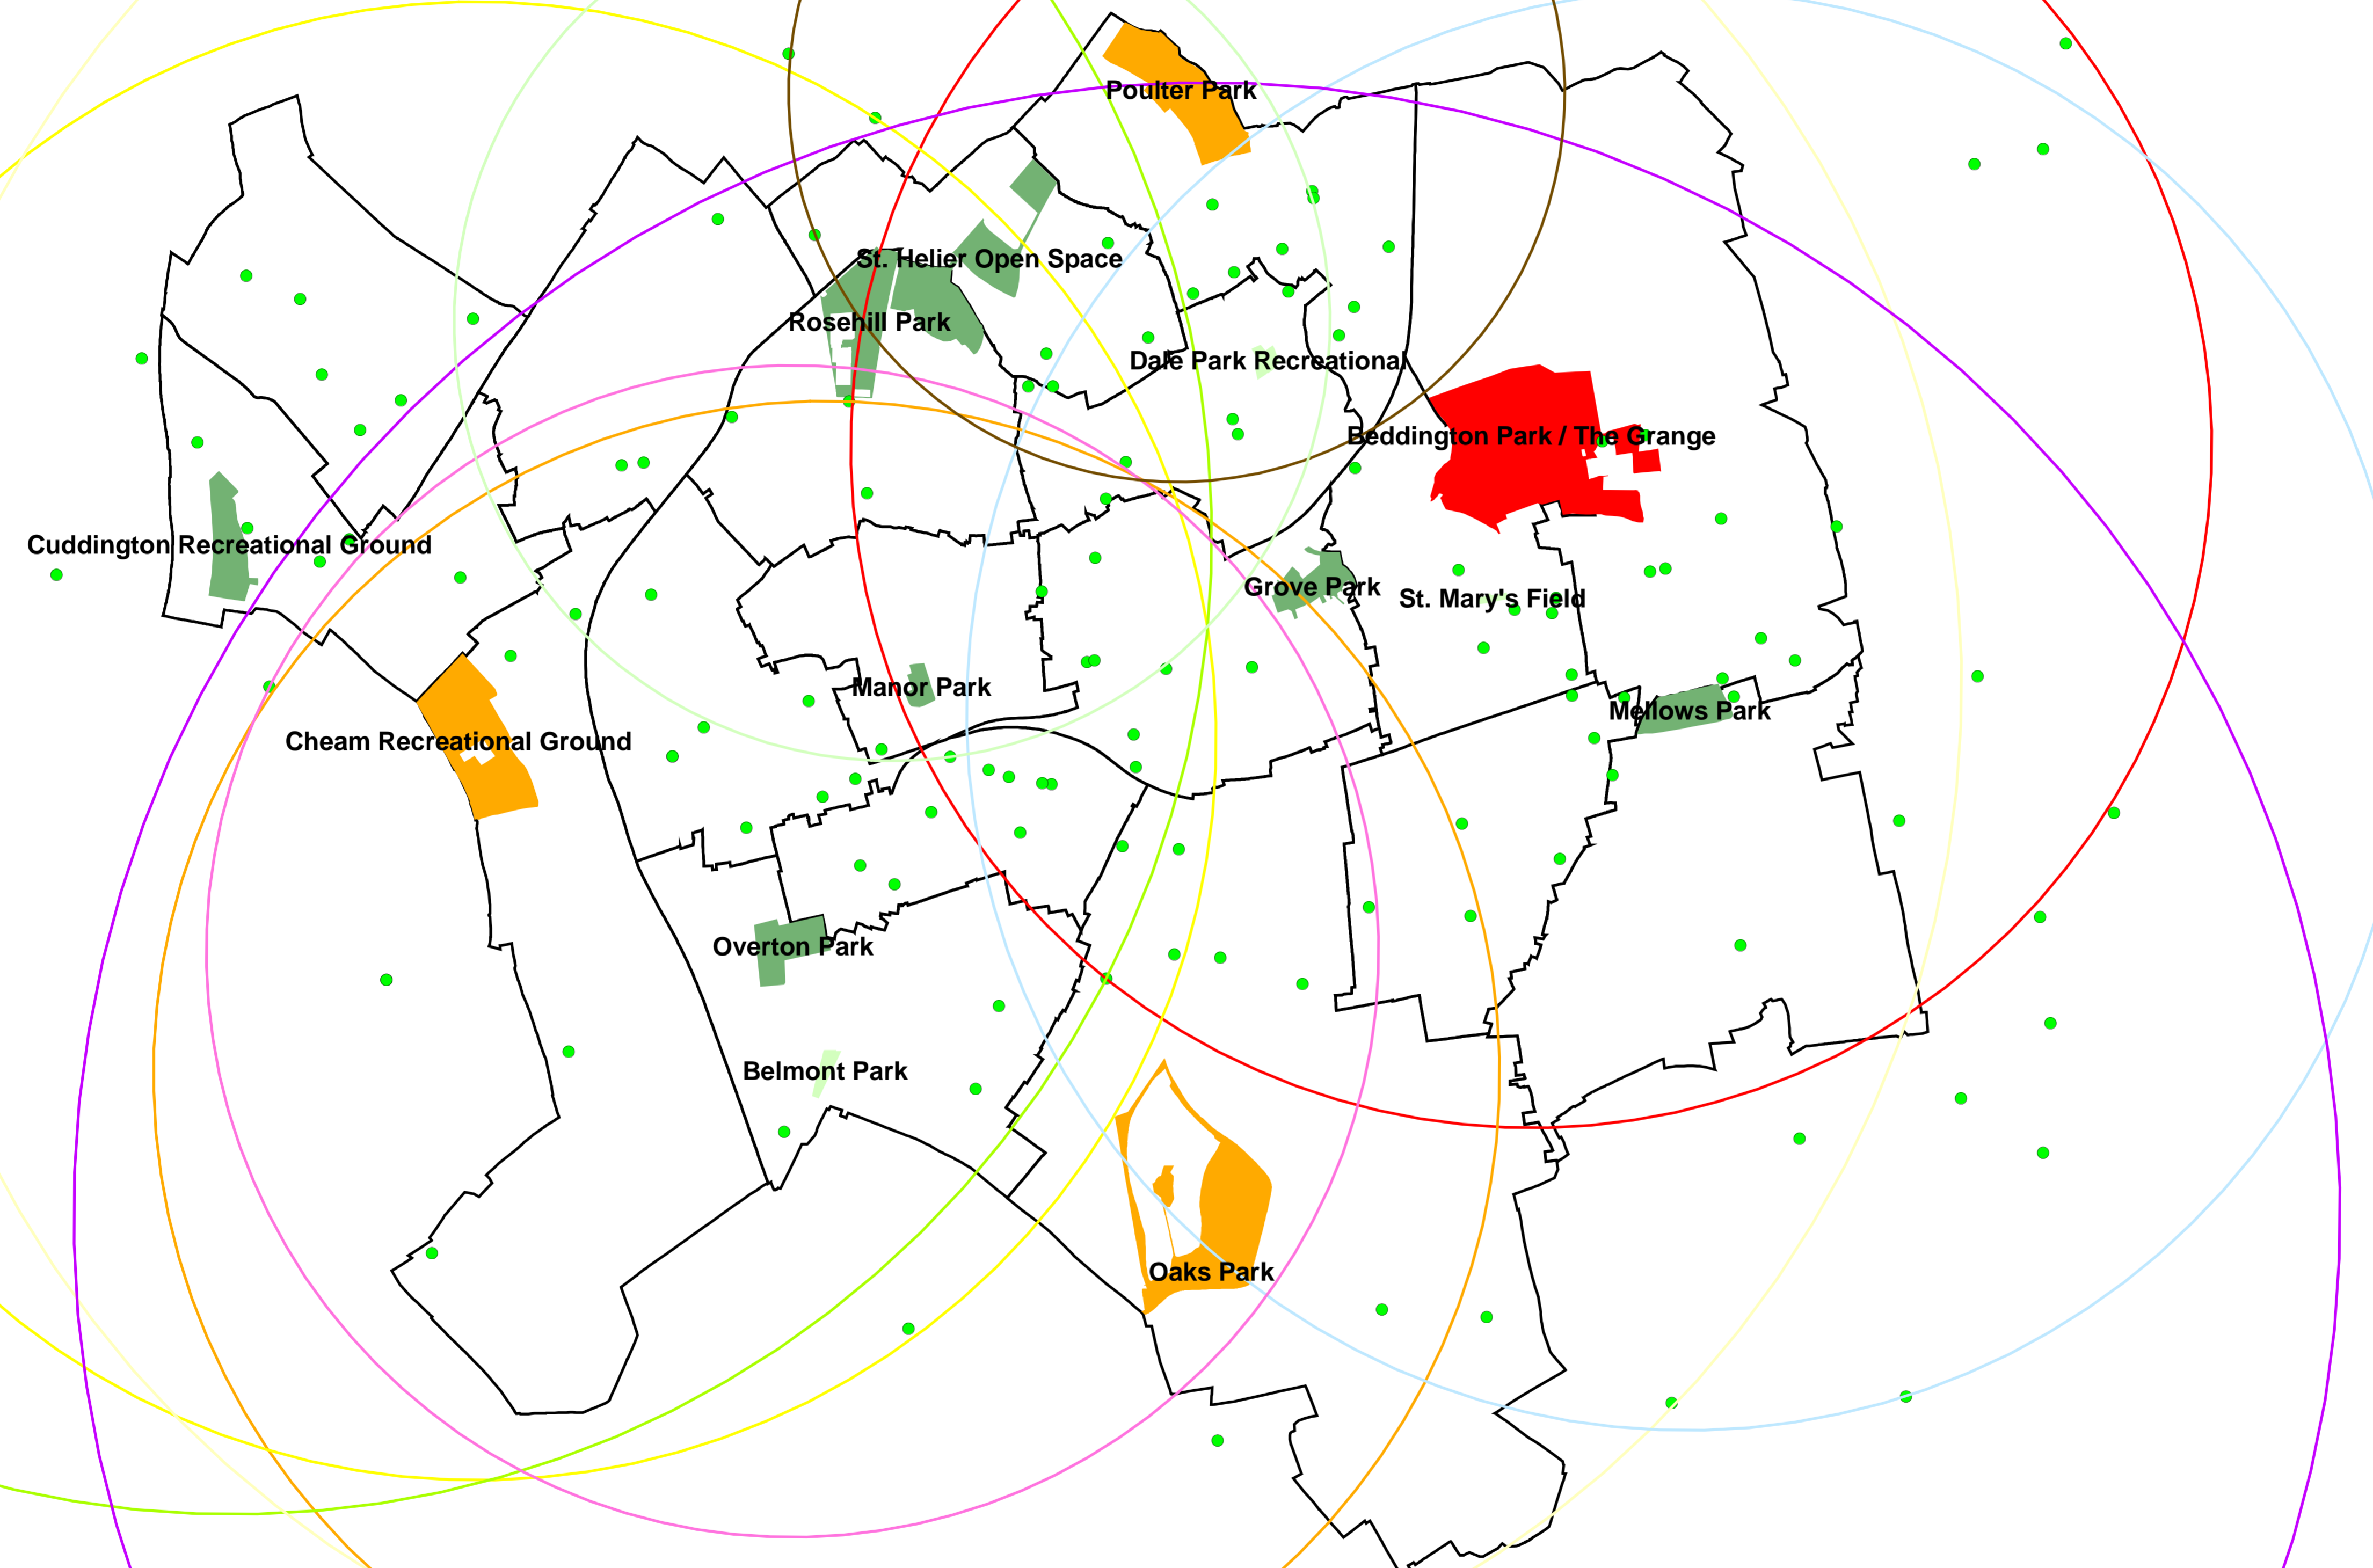 Poulter Park
St. Helier Open Space
Rosehill Park
Dale Park Recreational
Beddington Park / The Grange
Cuddington Recreational Ground
Grove Park
St. Mary's Field
Manor Park
Mellows Park
Cheam Recreational Ground
Overton Park
Belmont Park
Oaks Park